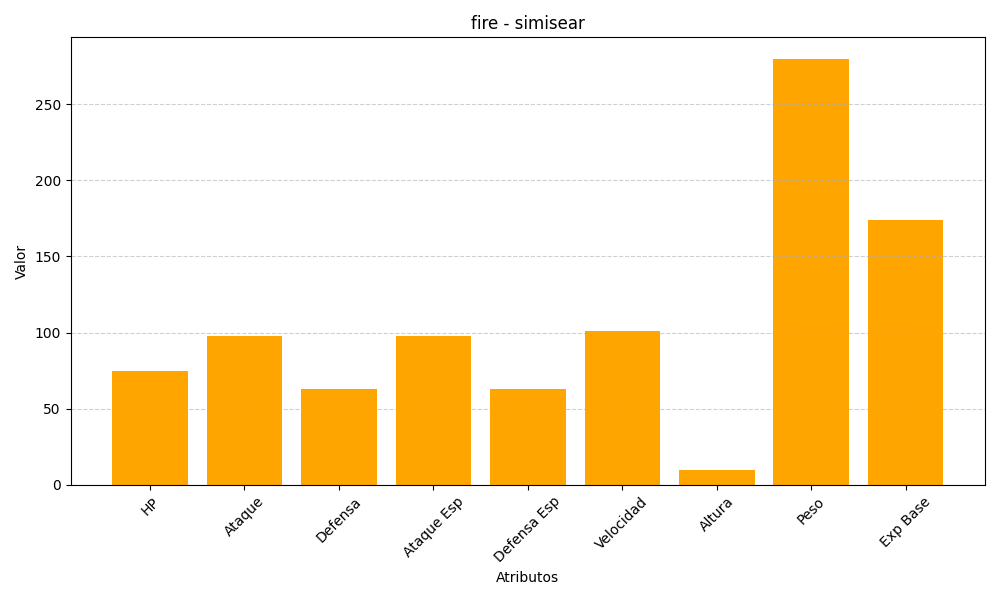 fire - simisear
Valor
250
200
150
100
50
0
HP
Ataque
Defensa
Ataque Esp
Defensa Esp
Velocidad
Altura
Peso
Exp Base
Atributos